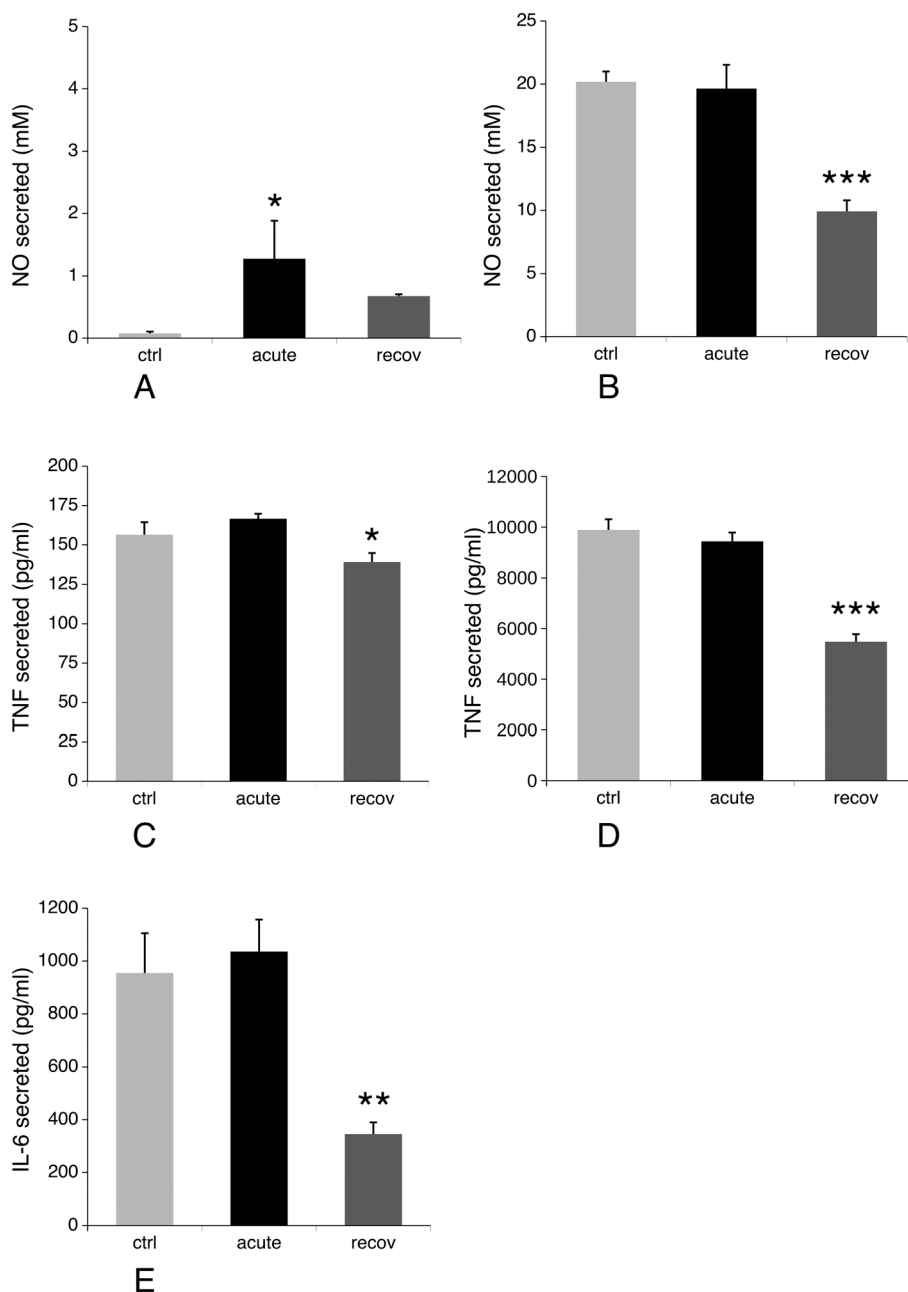 NO secreted (mM)
5
4
3
2
1
0
*
ctrl acute recov
A
NO secreted (mM)
25
20
15
10
5
0
***
ctrl acute recov
B
TNF secreted (pg/ml)
200
175
150
125
100
75
50
25
0
*
ctrl acute recov
C
TNF secreted (pg/ml)
12000
10000
8000
6000
4000
2000
0
***
ctrl acute recov
D
IL-6 secreted (pg/ml)
1200
1000
800
600
400
200
0
**
ctrl acute recov
E